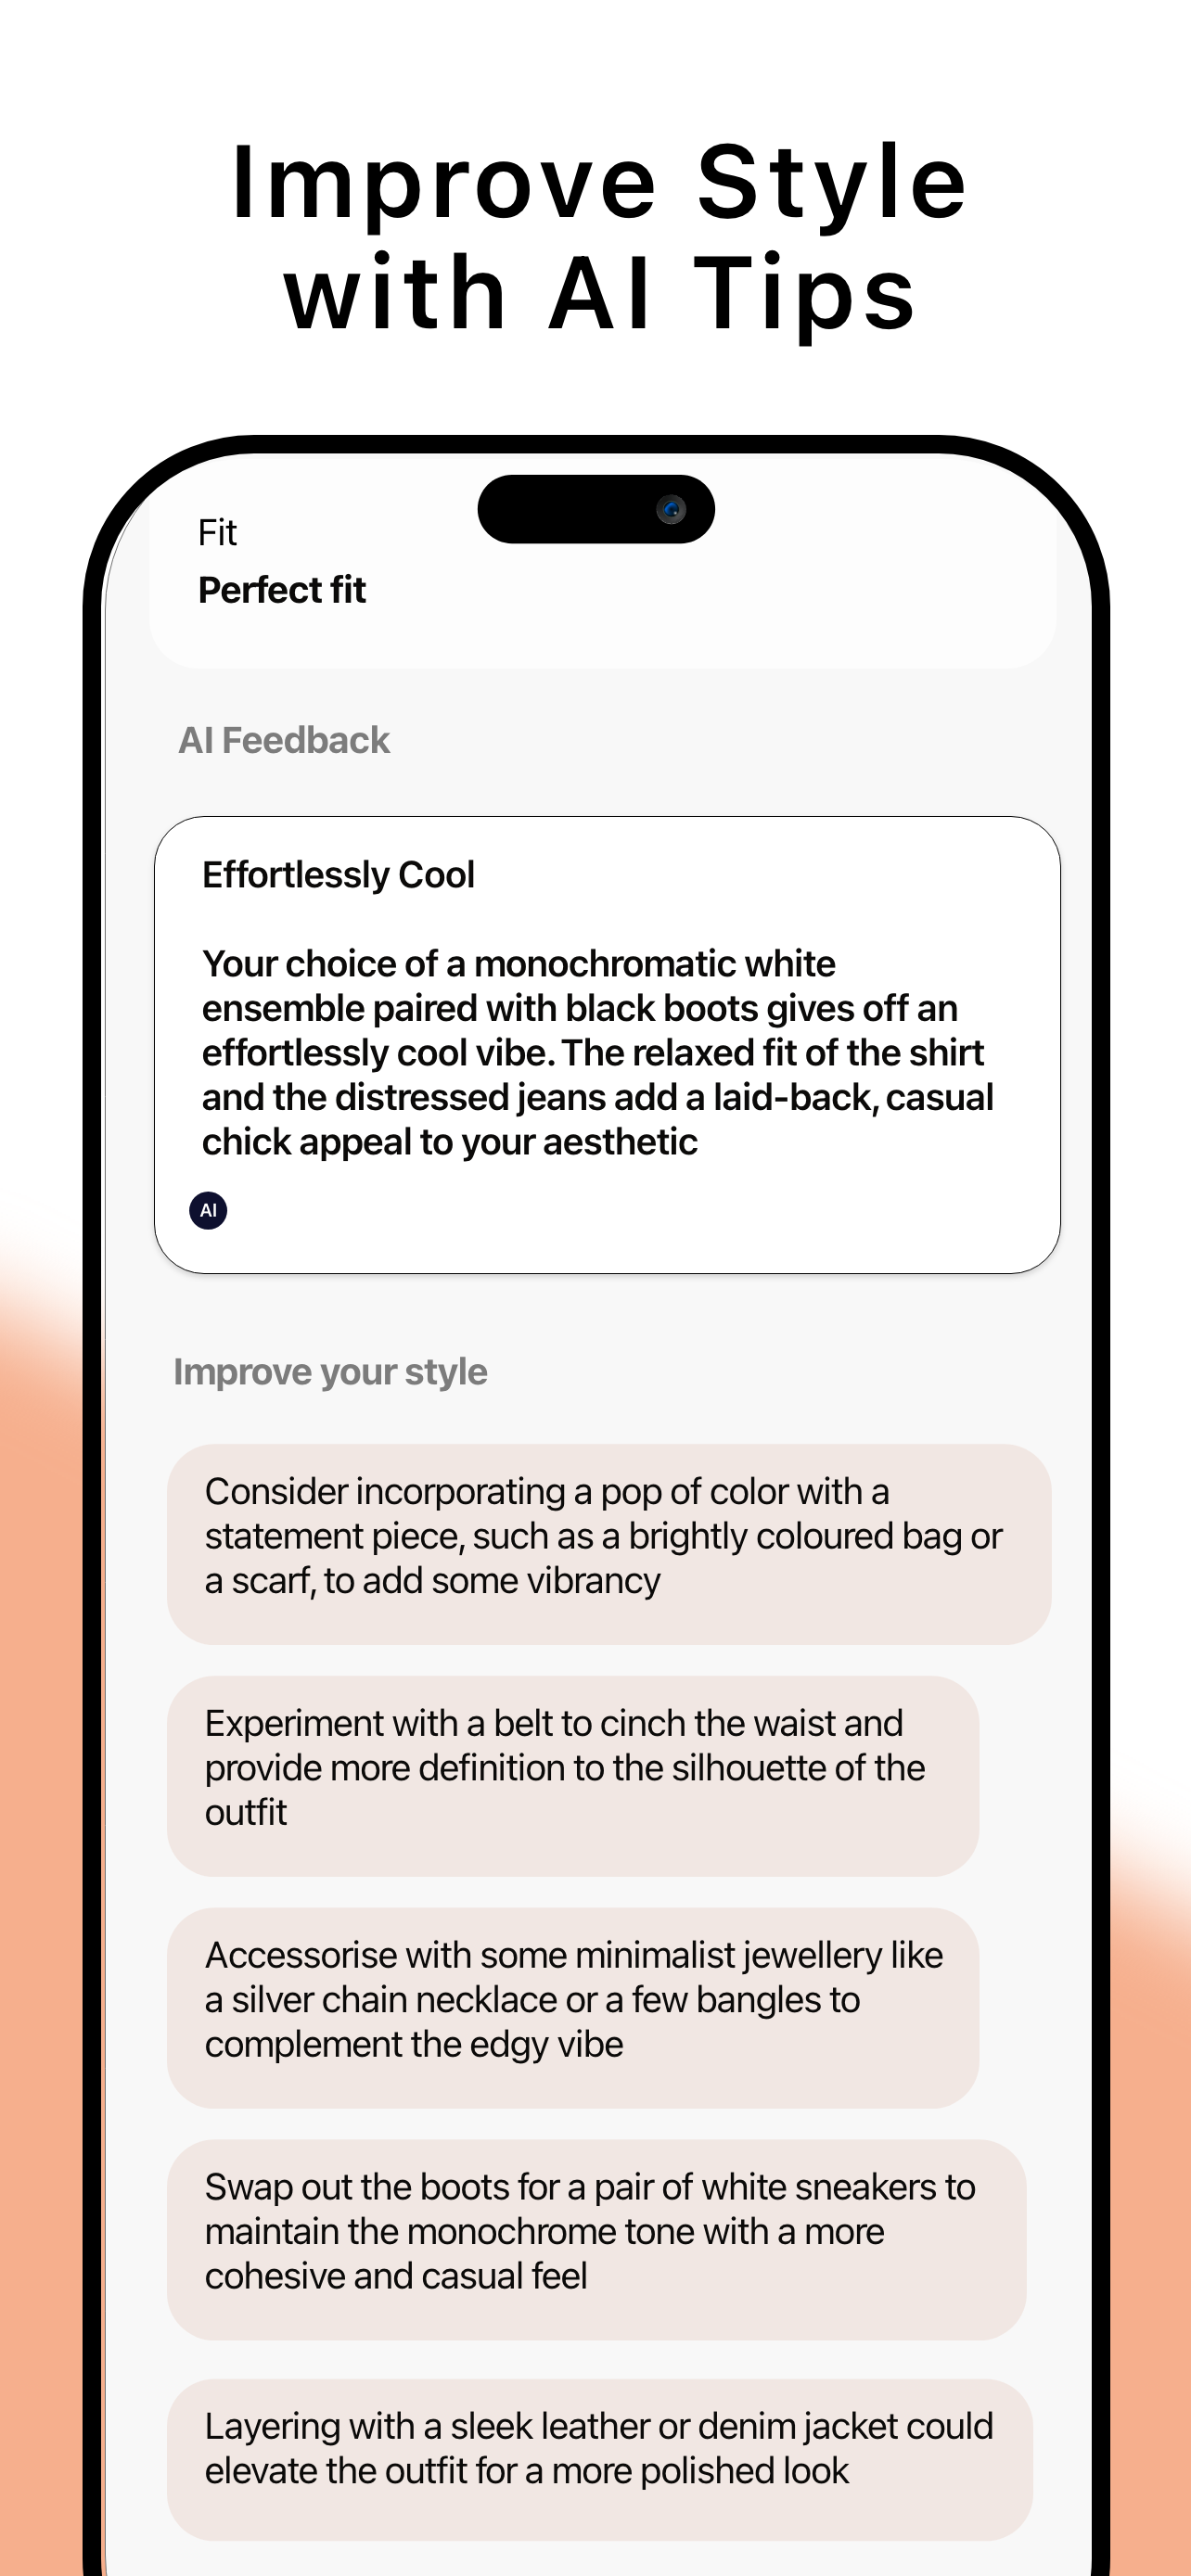 Improve Style
with AI Tips
Fit
Perfect fit
AI Feedback
Effortlessly Cool
Your choice of a monochromatic white
ensemble paired with black boots gives off an
effortlessly cool vibe. The relaxed fit of the shirt
and the distressed jeans add a laid-back, casual
chick appeal to your aesthetic
AI
Improve your style
Consider incorporating a pop of color with a
statement piece, such as a brightly coloured bag or
a scarf, to add some vibrancy
Experiment with a belt to cinch the waist and
provide more definition to the silhouette of the
outfit
Accessorise with some minimalist jewellery like
a silver chain necklace or a few bangles to
complement the edgy vibe
Swap out the boots for a pair of white sneakers to
maintain the monochrome tone with a more
cohesive and casual feel
Layering with a sleek leather or denim jacket could
elevate the outfit for a more polished look